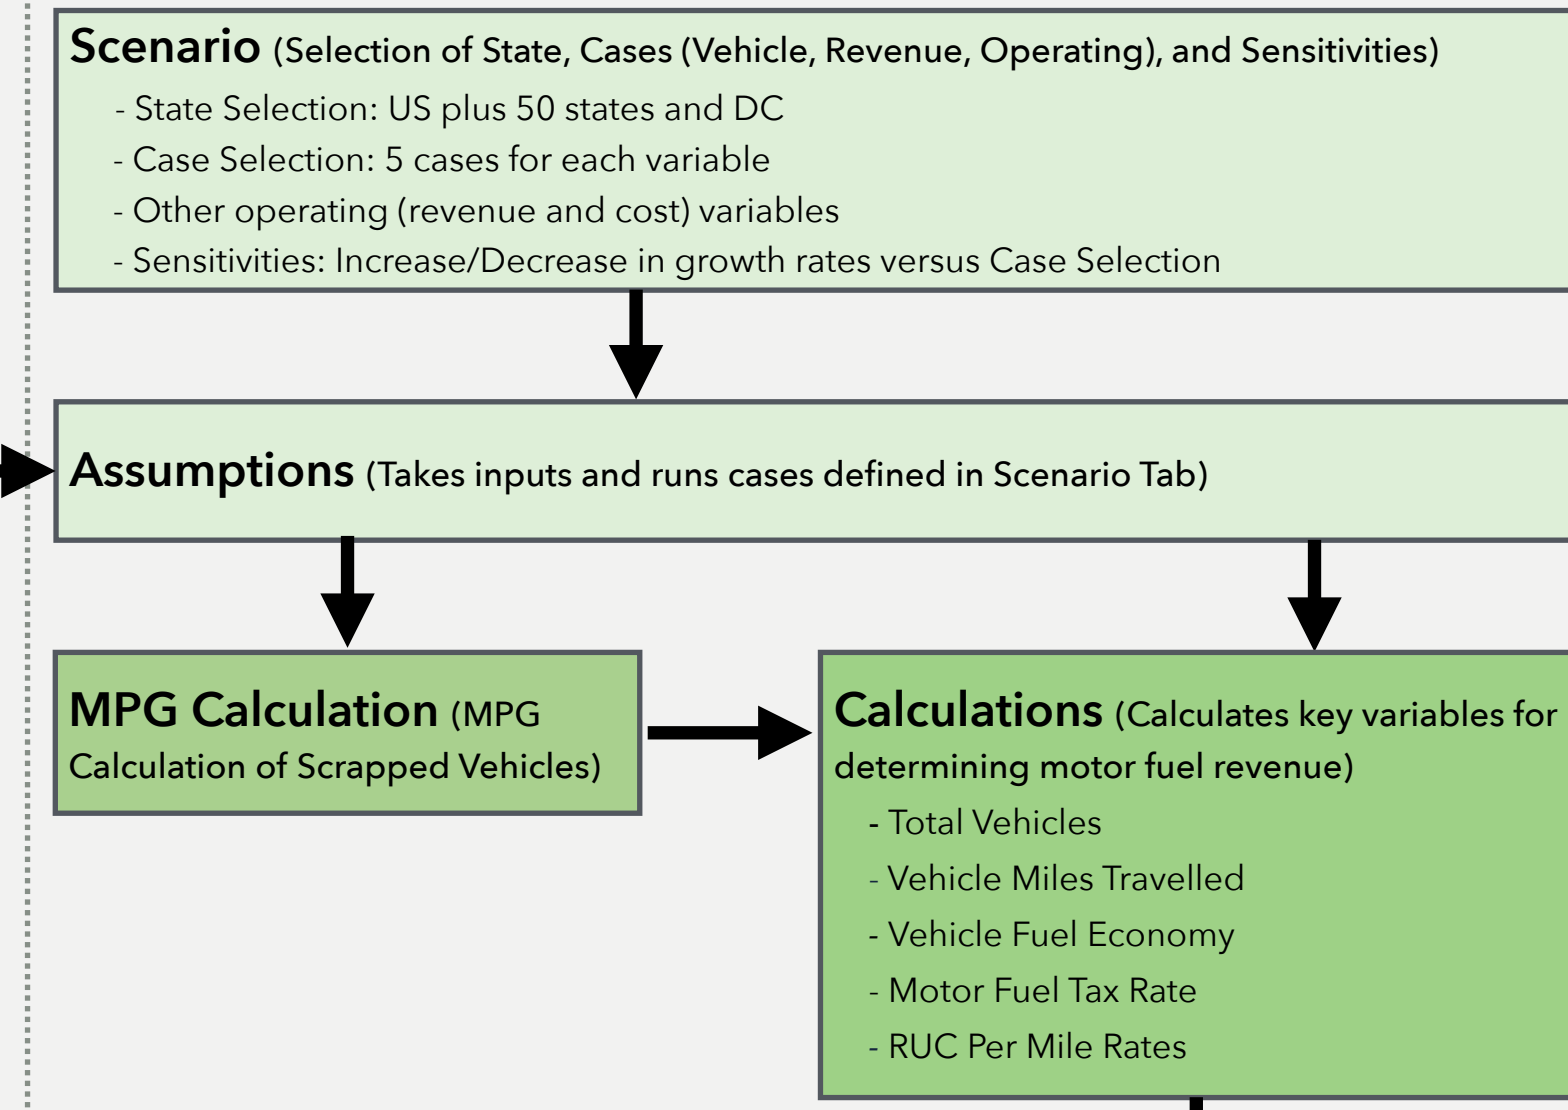 Scenario (Selection of State, Cases (Vehicle, Revenue, Operating), and Sensitivities)
- State Selection: US plus 50 states and DC
- Case Selection: 5 cases for each variable
- Other operating (revenue and cost) variables
- Sensitivities: Increase/Decrease in growth rates versus Case Selection
Assumptions (Takes inputs and runs cases defined in Scenario Tab)
MPG Calculation (MPG
Calculation of Scrapped Vehicles)
Calculations (Calculates key variables for
determining motor fuel revenue)
- Total Vehicles
- Vehicle Miles Travelled
- Vehicle Fuel Economy
- Motor Fuel Tax Rate
- RUC Per Mile Rates